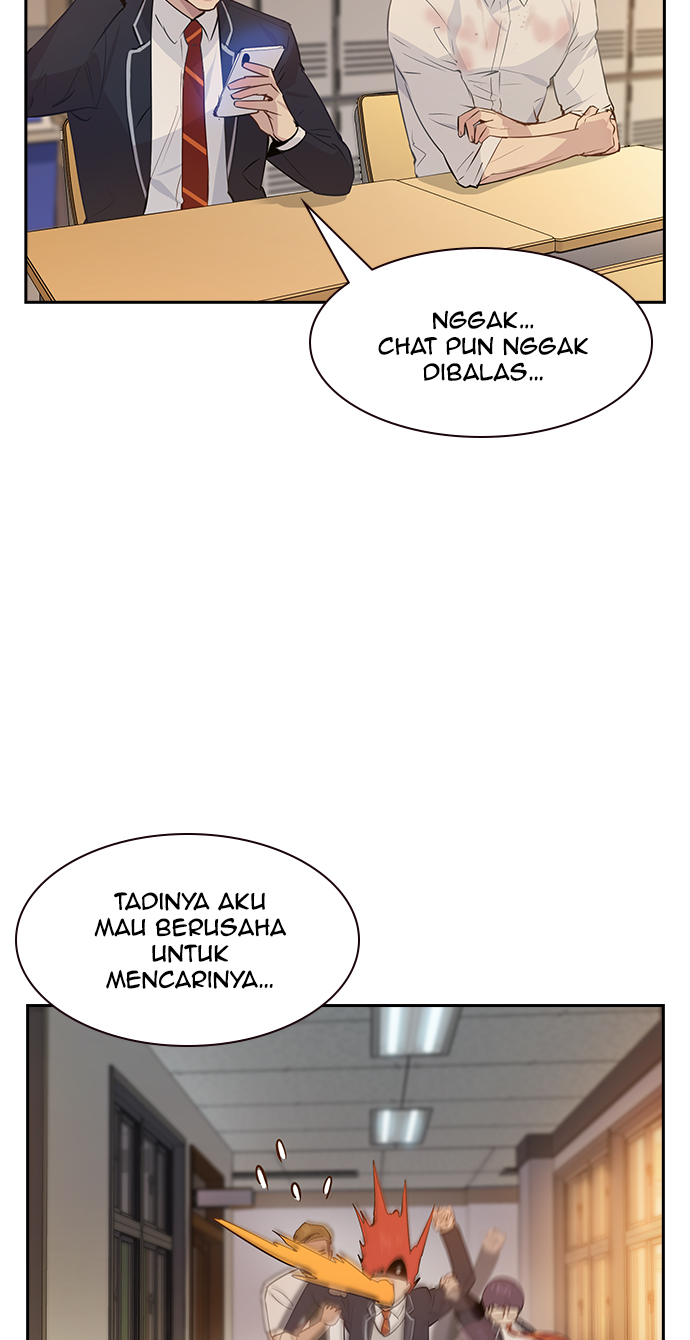 NGGAK...
CHAT PUN NGGAK
DIBALAS...
TADINYA AKU
MAU BERUSAHA
UNTUK
MENCARINYA...